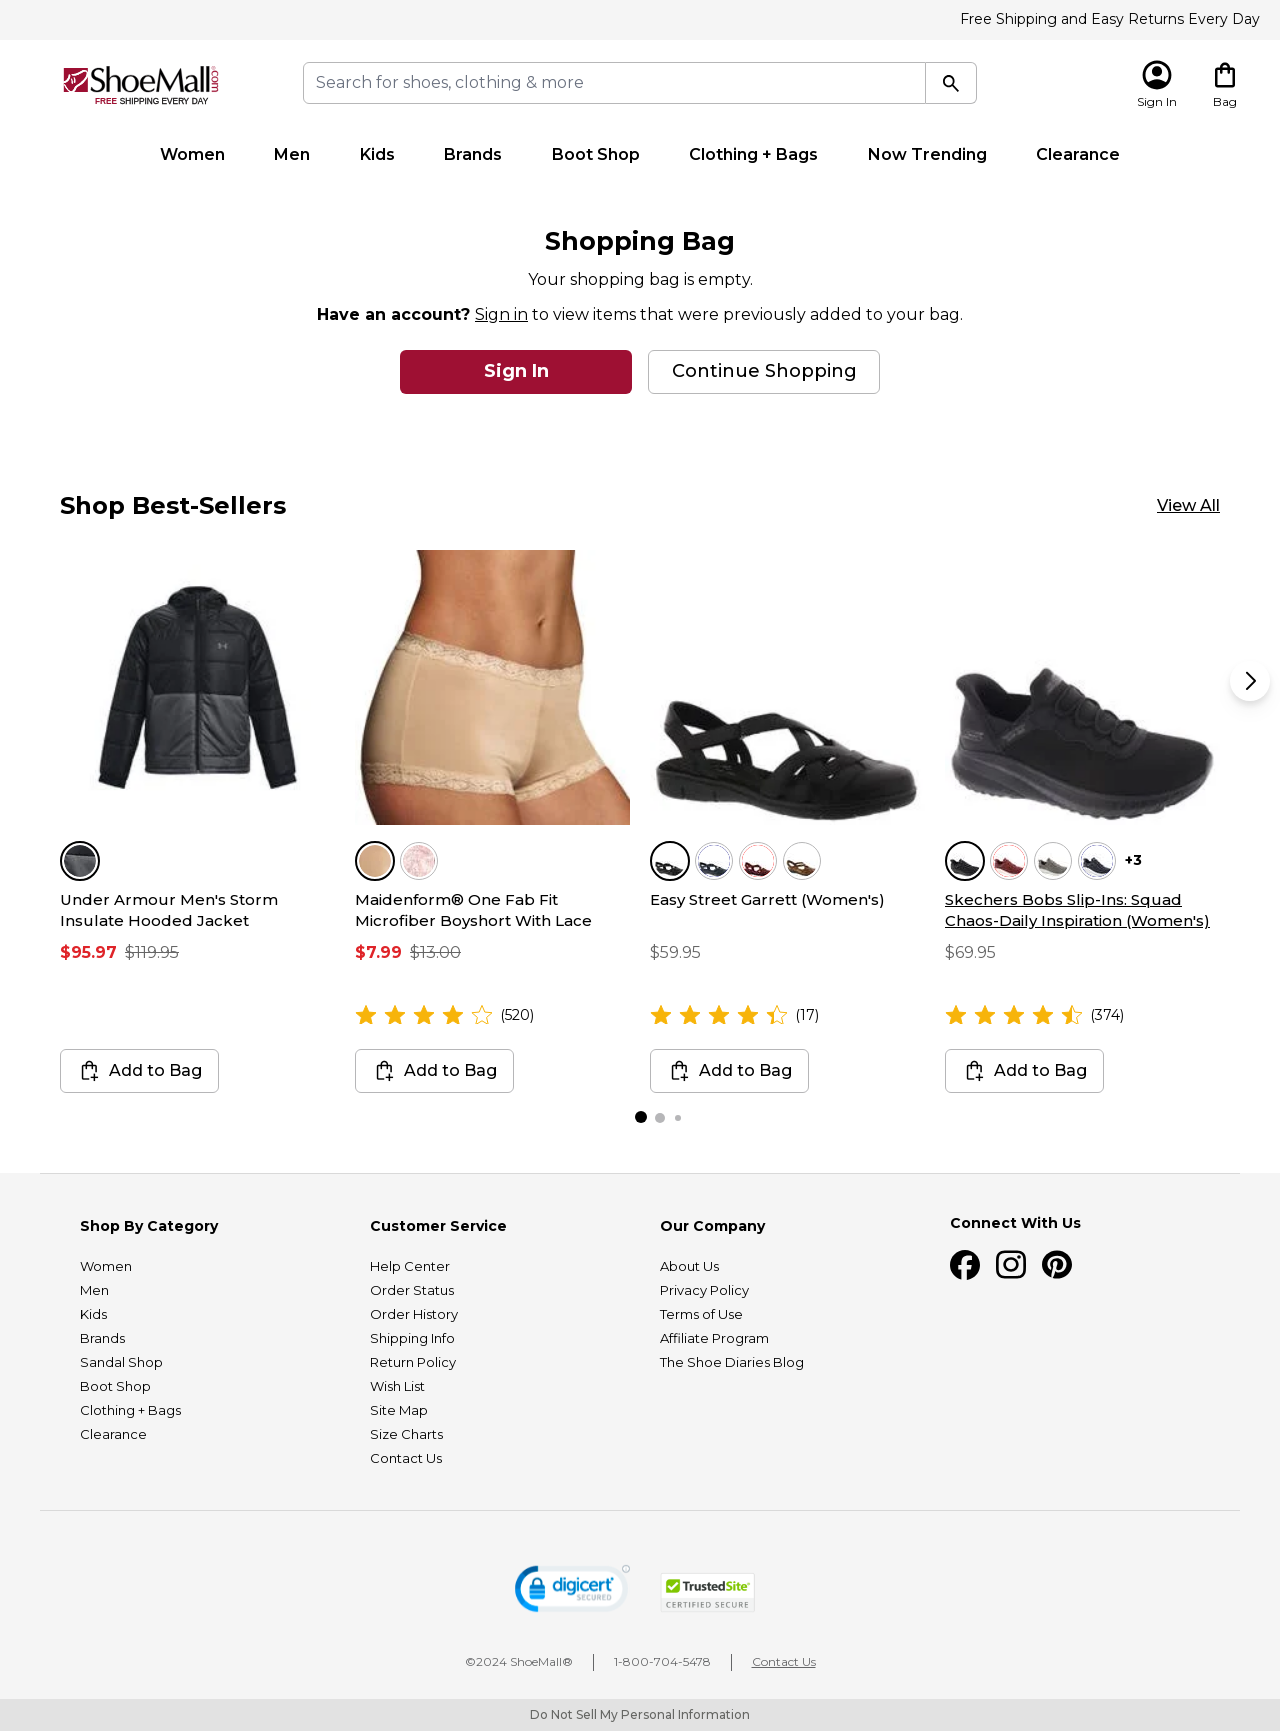 Free Shipping and Easy Returns Every Day
ShoeMall®.com
FREE SHIPPING EVERY DAY
Search for shoes, clothing & more
Sign In
Bag
Women
Men
Kids
Brands
Boot Shop
Clothing + Bags
Now Trending
Clearance
Shopping Bag
Your shopping bag is empty.
Have an account? Sign in to view items that were previously added to your bag.
Sign In
Continue Shopping
Shop Best-Sellers
View All
Under Armour Men's Storm
Insulate Hooded Jacket
$95.97 $119.95
Add to Bag
Maidenform® One Fab Fit
Microfiber Boyshort With Lace
$7.99 $13.00
(520)
Add to Bag
Easy Street Garrett (Women's)
$59.95
(17)
Add to Bag
+3
Skechers Bobs Slip-Ins: Squad
Chaos-Daily Inspiration (Women's)
$69.95
(374)
Add to Bag
Shop By Category
Women
Men
Kids
Brands
Sandal Shop
Boot Shop
Clothing + Bags
Clearance
Customer Service
Help Center
Order Status
Order History
Shipping Info
Return Policy
Wish List
Site Map
Size Charts
Contact Us
Our Company
About Us
Privacy Policy
Terms of Use
Affiliate Program
The Shoe Diaries Blog
Connect With Us
digicert
SECURED
TrustedSite
CERTIFIED SECURE
©2024 ShoeMall®
1-800-704-5478
Contact Us
Do Not Sell My Personal Information